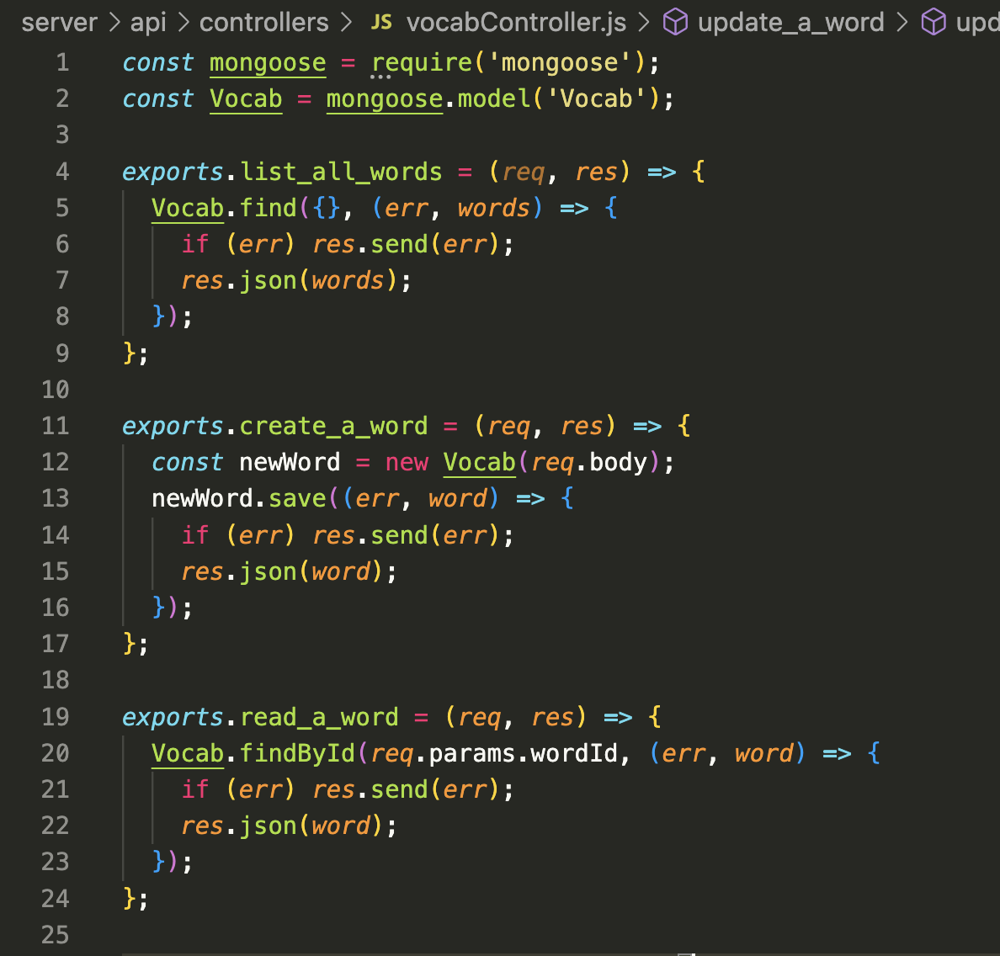 server > api > controllers > JS vocabController.js > update_a_word > upd
1 const mongoose = require('mongoose');
2 const Vocab = mongoose.model('Vocab');
3
4 exports.list_all_words = (req, res) => {
5   Vocab.find({}, (err, words) => {
6     if (err) res.send(err);
7     res.json(words);
8   });
9 };
10
11 exports.create_a_word = (req, res) => {
12   const newWord = new Vocab(req.body);
13   newWord.save((err, word) => {
14     if (err) res.send(err);
15     res.json(word);
16   });
17 };
18
19 exports.read_a_word = (req, res) => {
20   Vocab.findById(req.params.wordId, (err, word) => {
21     if (err) res.send(err);
22     res.json(word);
23   });
24 };
25